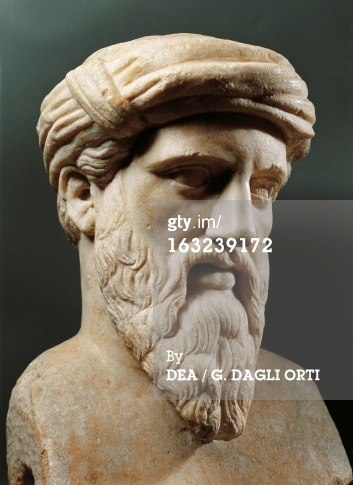 gty.im/
163239172
By
DEA / G. DAGLI ORTI